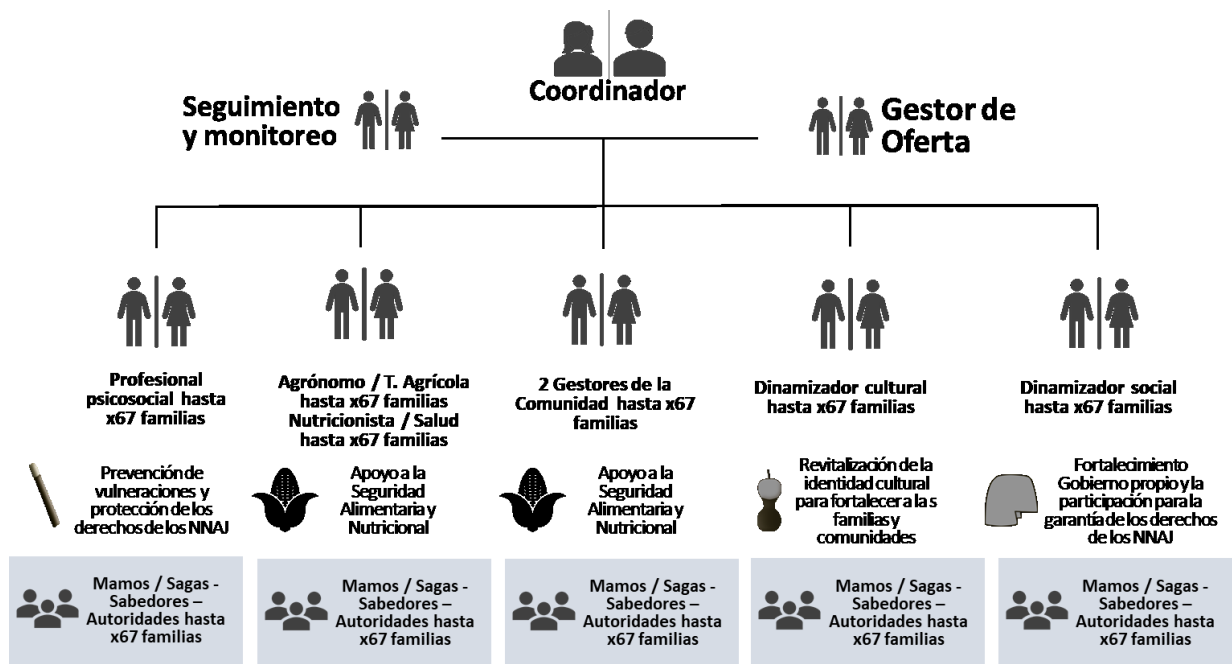 Coordinador
Seguimiento
y monitoreo
Gestor de
Oferta
Profesional
psicosocial hasta
x67 familias
Agrónomo / T. Agrícola
hasta x67 familias
Nutricionista / Salud
hasta x67 familias
2 Gestores de la
Comunidad hasta x67
familias
Dinamizador cultural
hasta x67 familias
Dinamizador social
hasta x67 familias
Prevención de
vulneraciones y
protección de los
derechos de los NNAJ
Apoyo a la
Seguridad
Alimentaria y
Nutricional
Apoyo a la
Seguridad
Alimentaria y
Nutricional
Revitalización de la
identidad cultural
para fortalecer a la s
familias y
comunidades
Fortalecimiento
Gobierno propio y la
participación para la
garantía de los derechos
de los NNAJ
Mamos / Sagas -
Sabedores –
Autoridades hasta
x67 familias
Mamos / Sagas -
Sabedores –
Autoridades hasta
x67 familias
Mamos / Sagas -
Sabedores –
Autoridades hasta
x67 familias
Mamos / Sagas -
Sabedores –
Autoridades hasta
x67 familias
Mamos / Sagas -
Sabedores –
Autoridades hasta
x67 familias